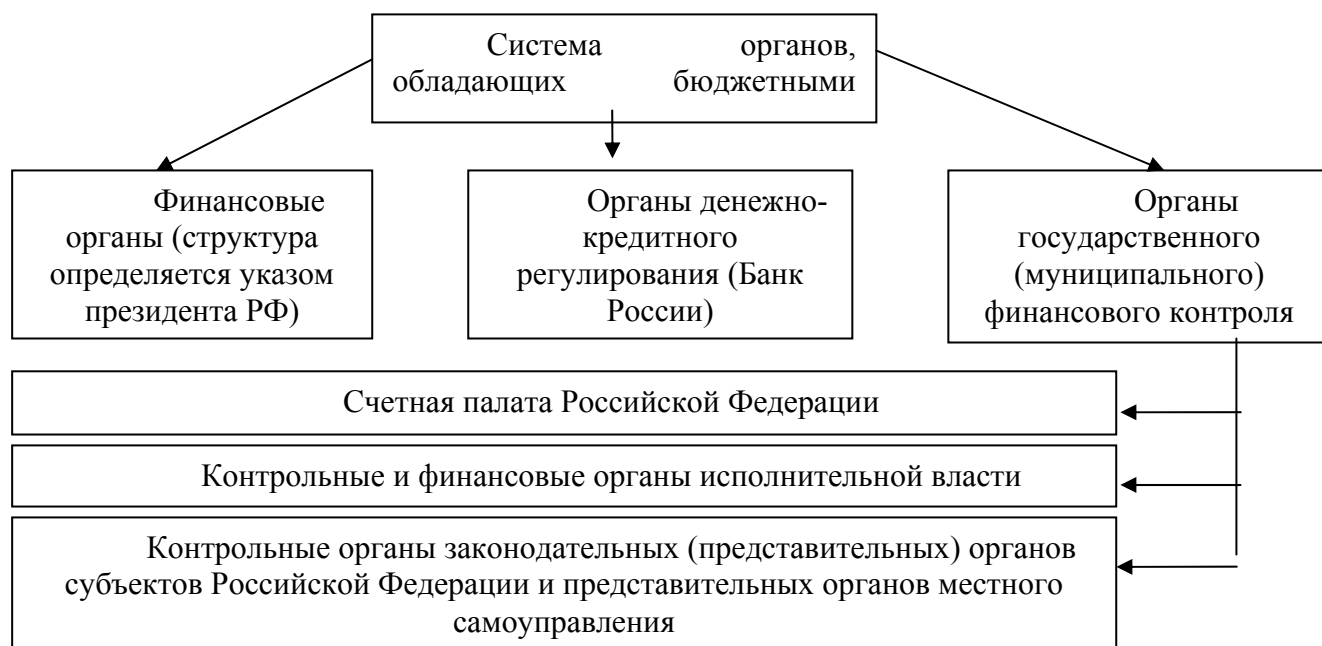 Система органов,
обладающих бюджетными
Финансовые
органы (структура
определяется указом
президента РФ)
Органы денежно-
кредитного
регулирования (Банк
России)
Органы
государственного
(муниципального)
финансового контроля
Счетная палата Российской Федерации
Контрольные и финансовые органы исполнительной власти
Контрольные органы законодательных (представительных) органов
субъектов Российской Федерации и представительных органов местного
самоуправления